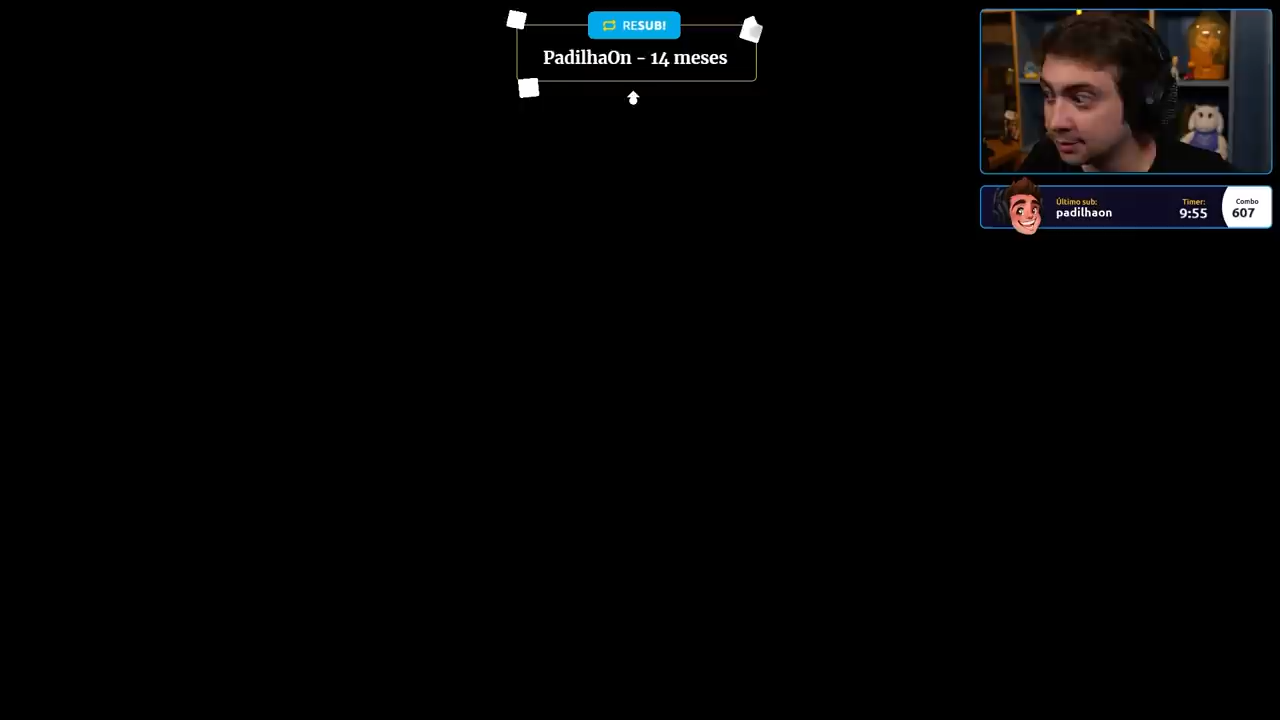 RESUB!
PadilhaOn - 14 meses
Último sub:
padilhaon
Timer:
9:55
Combo
607